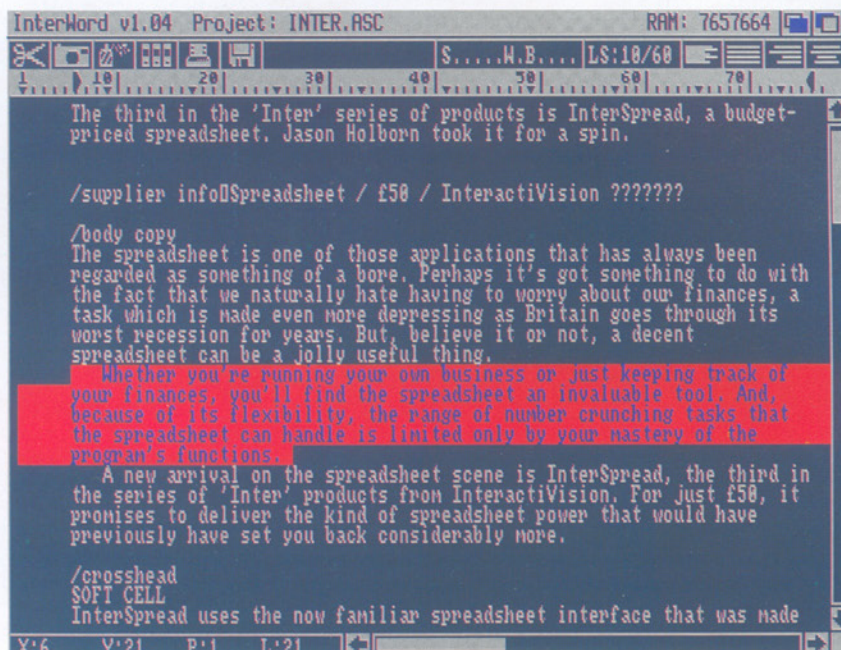 InterWord v1.04 Project: INTER.ASC RAM: 7657664
S.....W.B.... LS:10/60
1 10 20 30 40 50 60 70
The third in the 'Inter' series of products is InterSpread, a budget-
priced spreadsheet. Jason Holborn took it for a spin.
/supplier info▯Spreadsheet / £50 / InteractiVision ???????
/body copy
The spreadsheet is one of those applications that has always been
regarded as something of a bore. Perhaps it's got something to do with
the fact that we naturally hate having to worry about our finances, a
task which is made even more depressing as Britain goes through its
worst recession for years. But, believe it or not, a decent
spreadsheet can be a jolly useful thing.
Whether you're running your own business or just keeping track of
your finances, you'll find the spreadsheet an invaluable tool. And,
because of its flexibility, the range of number crunching tasks that
the spreadsheet can handle is limited only by your mastery of the
program's functions.
A new arrival on the spreadsheet scene is InterSpread, the third in
the series of 'Inter' products from InteractiVision. For just £50, it
promises to deliver the kind of spreadsheet power that would have
previously have set you back considerably more.
/crosshead
SOFT CELL
InterSpread uses the now familiar spreadsheet interface that was made
X:6 Y:21 P:1 L:21